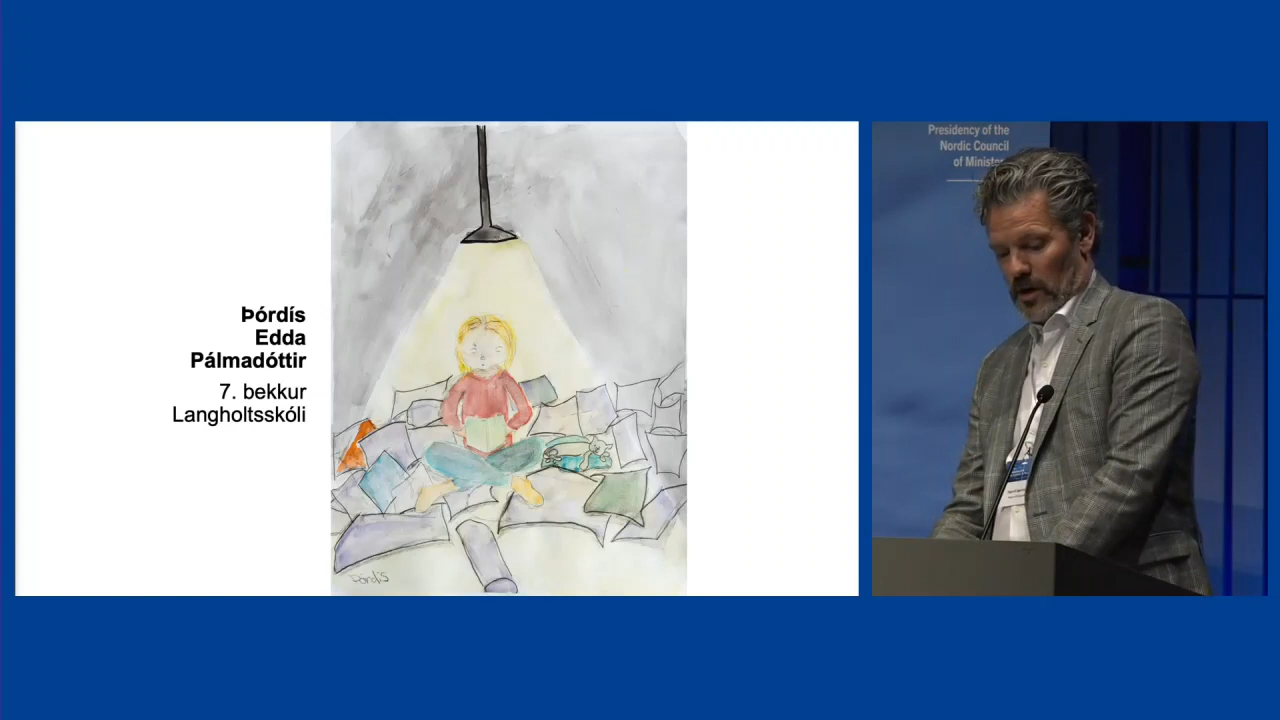 Þórdís
Edda
Pálmadóttir
7. bekkur
Langholtsskóli
Þórdís
Presidency of the
Nordic Council
of Ministers